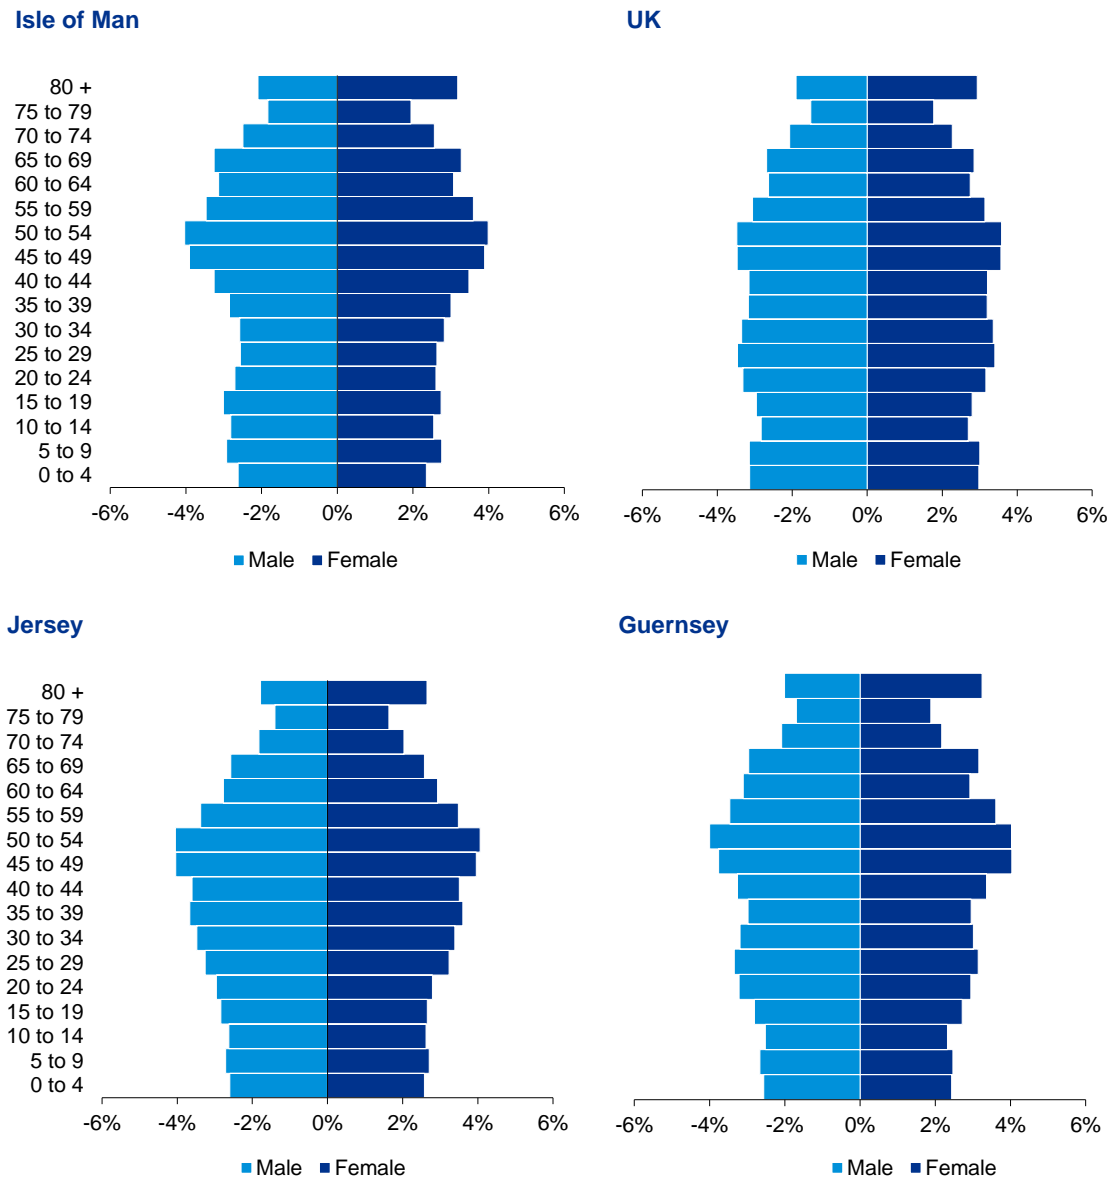 Isle of Man
80 +
75 to 79
70 to 74
65 to 69
60 to 64
55 to 59
50 to 54
45 to 49
40 to 44
35 to 39
30 to 34
25 to 29
20 to 24
15 to 19
10 to 14
5 to 9
0 to 4
-6% -4% -2% 0% 2% 4% 6%
Male Female
UK
-6% -4% -2% 0% 2% 4% 6%
Male Female
Jersey
80 +
75 to 79
70 to 74
65 to 69
60 to 64
55 to 59
50 to 54
45 to 49
40 to 44
35 to 39
30 to 34
25 to 29
20 to 24
15 to 19
10 to 14
5 to 9
0 to 4
-6% -4% -2% 0% 2% 4% 6%
Male Female
Guernsey
-6% -4% -2% 0% 2% 4% 6%
Male Female